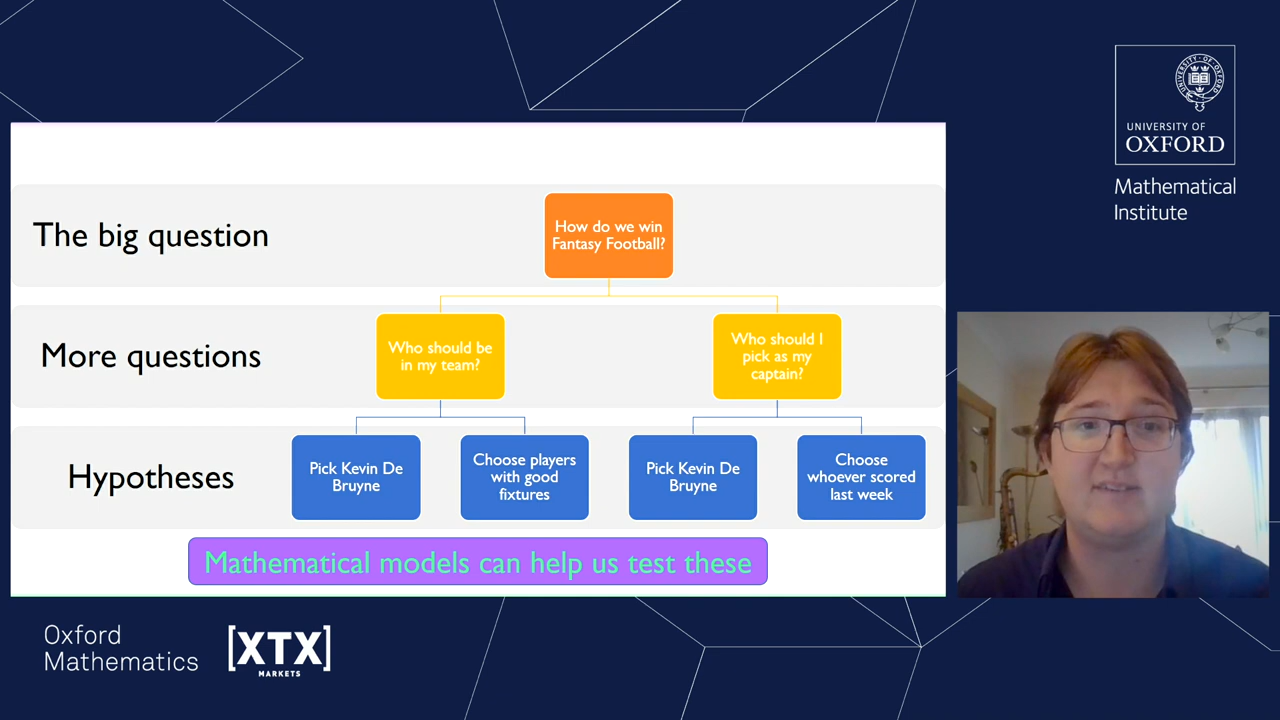 UNIVERSITY OF
OXFORD
Mathematical
Institute
The big question
How do we win
Fantasy Football?
More questions
Who should be
in my team?
Who should I
pick as my
captain?
Hypotheses
Pick Kevin De
Bruyne
Choose players
with good
fixtures
Pick Kevin De
Bruyne
Choose
whoever scored
last week
Mathematical models can help us test these
Oxford
Mathematics
[XTX]
MARKETS